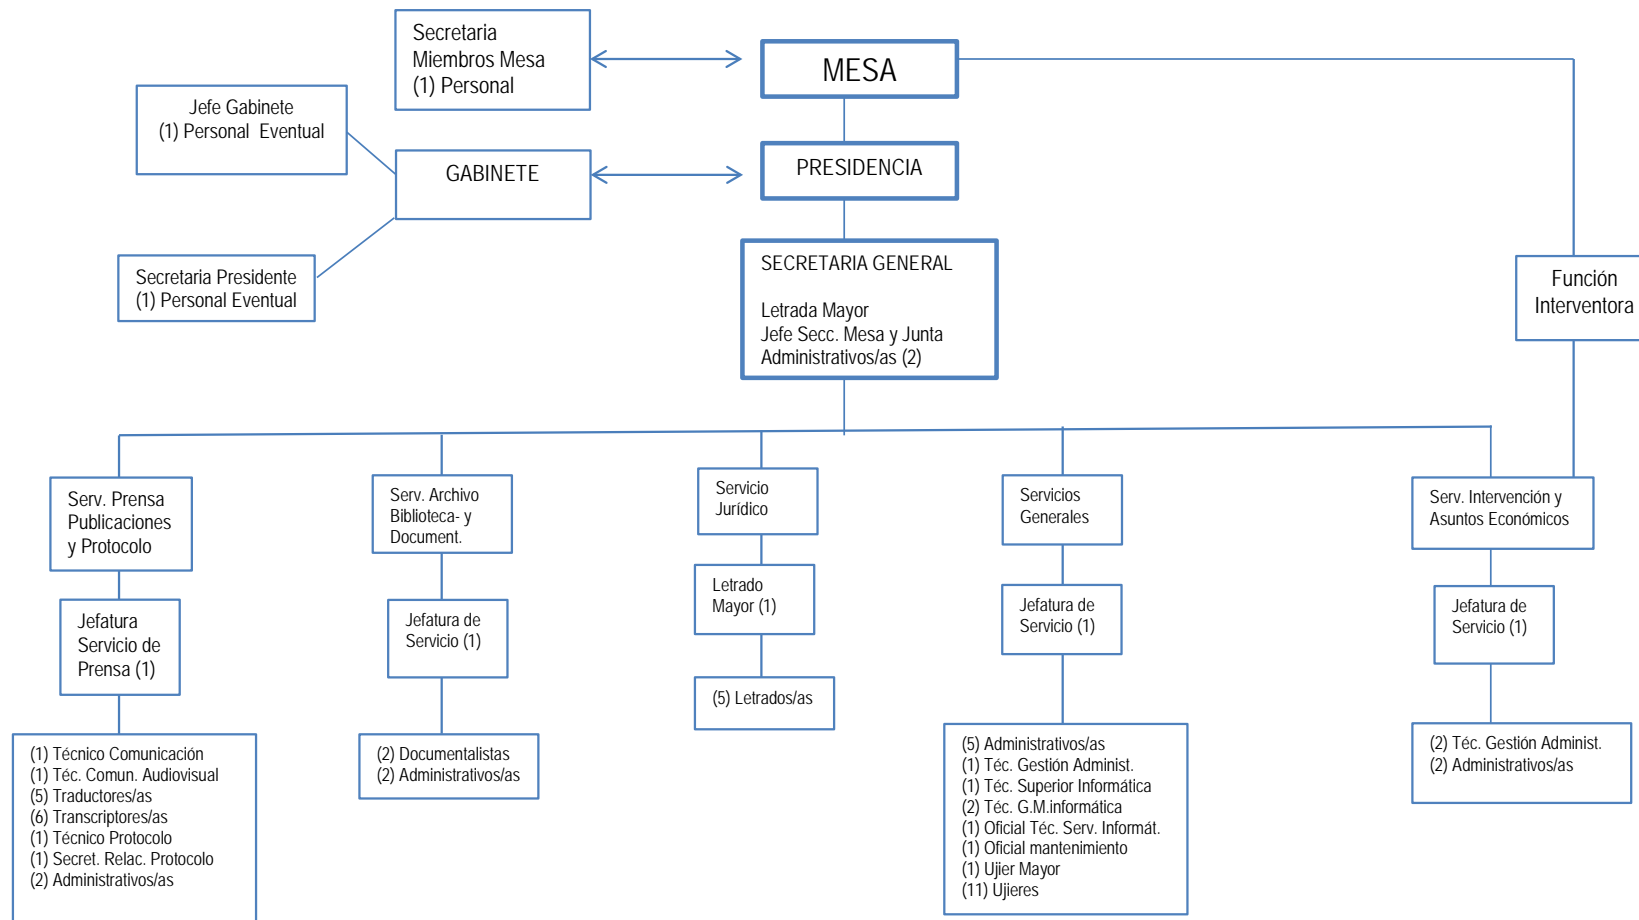 Secretaria
Miembros Mesa
(1) Personal
MESA
Jefe Gabinete
(1) Personal Eventual
GABINETE
PRESIDENCIA
Secretaria Presidente
(1) Personal Eventual
SECRETARIA GENERAL
Letrada Mayor
Jefe Secc. Mesa y Junta
Administrativos/as (2)
Función
Interventora
Serv. Prensa
Publicaciones
y Protocolo
Jefatura
Servicio de
Prensa (1)
(1) Técnico Comunicación
(1) Téc. Comun. Audiovisual
(5) Traductores/as
(6) Transcriptores/as
(1) Técnico Protocolo
(1) Secret. Relac. Protocolo
(2) Administrativos/as
Serv. Archivo
Biblioteca- y
Document.
Jefatura de
Servicio (1)
(2) Documentalistas
(2) Administrativos/as
Servicio
Jurídico
Letrado
Mayor (1)
(5) Letrados/as
Servicios
Generales
Jefatura de
Servicio (1)
(5) Administrativos/as
(1) Téc. Gestión Administ.
(1) Téc. Superior Informática
(2) Téc. G.M.informática
(1) Oficial Téc. Serv. Informát.
(1) Oficial mantenimiento
(1) Ujier Mayor
(11) Ujieres
Serv. Intervención y
Asuntos Económicos
Jefatura de
Servicio (1)
(2) Téc. Gestión Administ.
(2) Administrativos/as